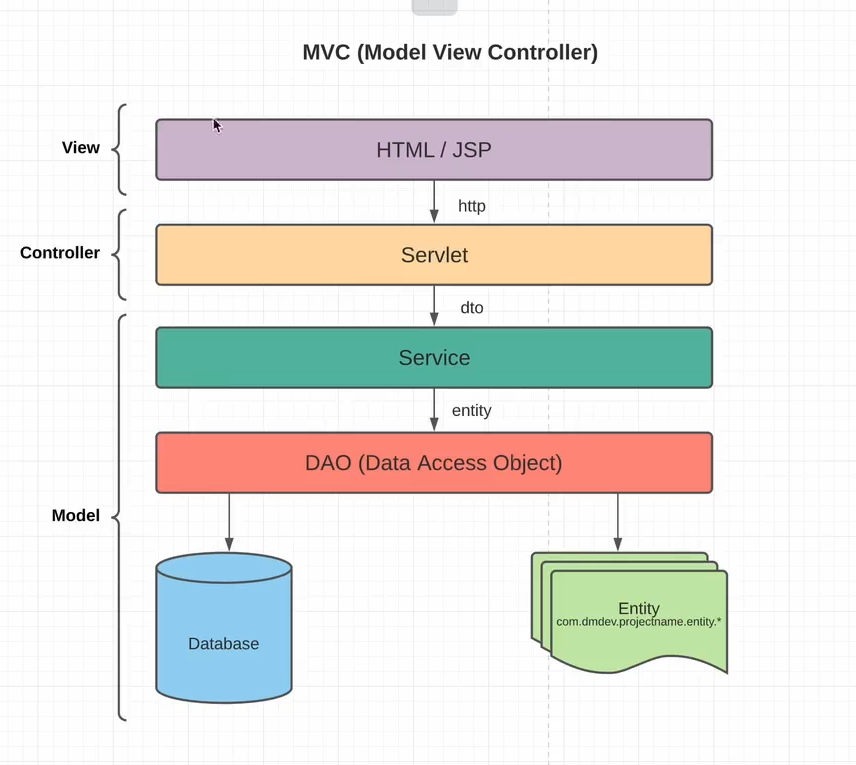 MVC (Model View Controller)
View
HTML / JSP
http
Controller
Servlet
dto
Service
entity
DAO (Data Access Object)
Model
Database
Entity
com.dmdev.projectname.entity.*